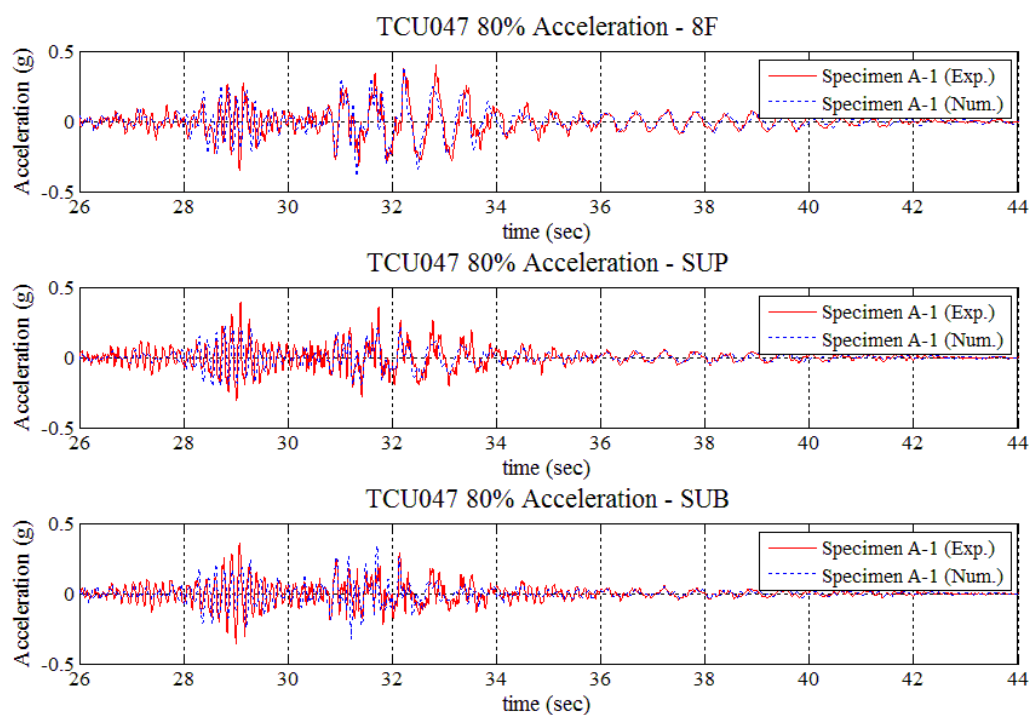 TCU047 80% Acceleration - 8F
Acceleration (g)
0.5
0
-0.5
Specimen A-1 (Exp.)
Specimen A-1 (Num.)
26 28 30 32 34 36 38 40 42 44
time (sec)
TCU047 80% Acceleration - SUP
Acceleration (g)
0.5
0
-0.5
Specimen A-1 (Exp.)
Specimen A-1 (Num.)
26 28 30 32 34 36 38 40 42 44
time (sec)
TCU047 80% Acceleration - SUB
Acceleration (g)
0.5
0
-0.5
Specimen A-1 (Exp.)
Specimen A-1 (Num.)
26 28 30 32 34 36 38 40 42 44
time (sec)